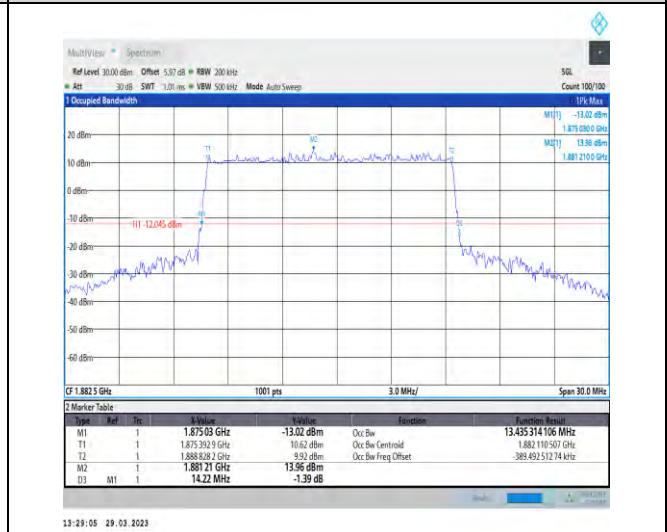 MultiView Spectrum
Ref Level 30.00 dBm Offset 5.97 dB RBW 200 kHz SGL
Att 30 dB SWT 1.01 ms VBW 500 kHz Mode Auto Sweep Count 100/100
1 Occupied Bandwidth 1Pk Max
M1[1] -13.02 dBm
1.875 030 0 GHz
M2[1] 13.96 dBm
1.881 210 0 GHz
20 dBm
T1 M2 T2
10 dBm
0 dBm
-10 dBm M1
H1 -12.045 dBm
-20 dBm
-30 dBm
-40 dBm
-50 dBm
-60 dBm
CF 1.882 5 GHz 1001 pts 3.0 MHz/ Span 30.0 MHz
2 Marker Table
Type Ref Trc X-Value Y-Value Function Function Result
M1 1 1.875 03 GHz -13.02 dBm Occ Bw 13.435 314 106 MHz
T1 1 1.875 392 9 GHz 10.62 dBm Occ Bw Centroid 1.882 110 507 GHz
T2 1 1.888 828 2 GHz 9.92 dBm Occ Bw Freq Offset -389.492 512 74 kHz
M2 1 1.881 21 GHz 13.96 dBm
D3 M1 1 14.22 MHz -1.39 dB
13:29:05 29.03.2023